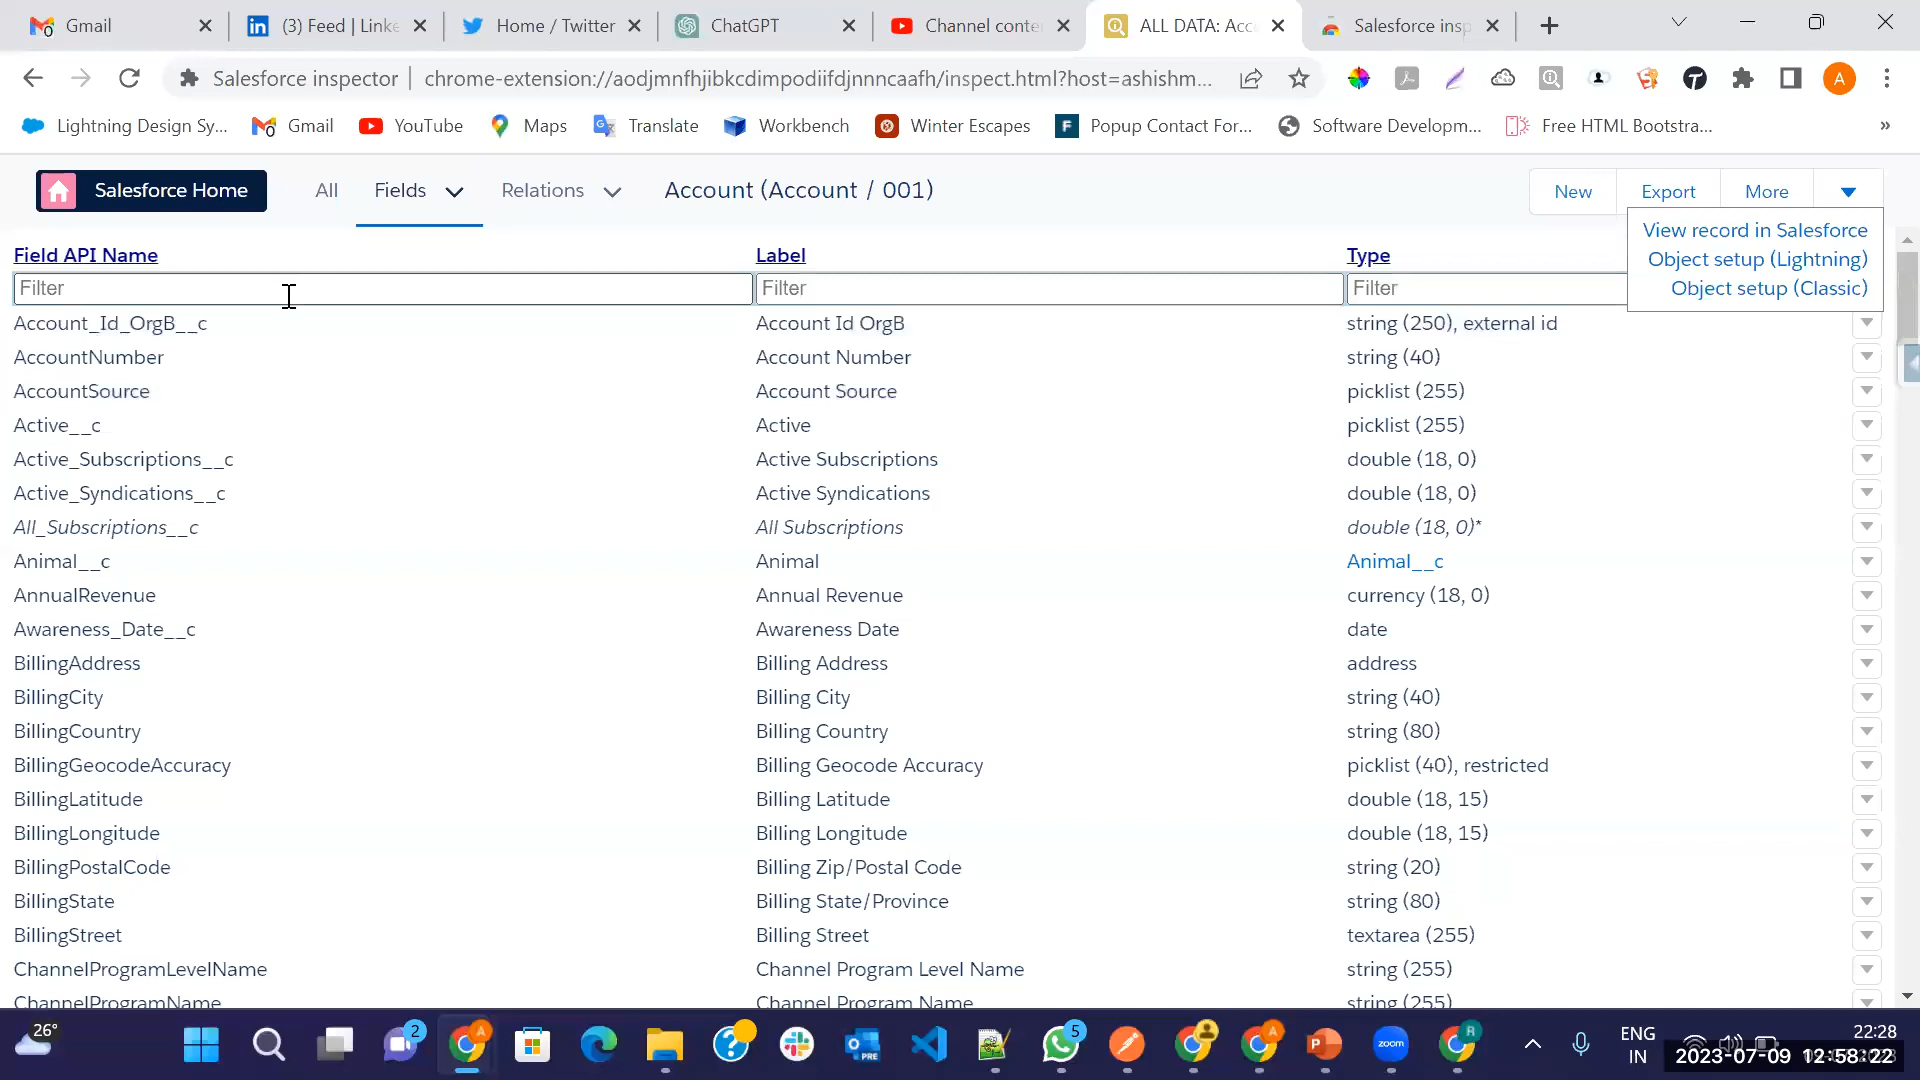 Gmail
(3) Feed | Linke
Home / Twitter
ChatGPT
Channel conte
ALL DATA: Acc
Salesforce insp
Salesforce inspector
chrome-extension://aodjmnfhjibkcdimpodiifdjnnncaafh/inspect.html?host=ashishm...
A
Lightning Design Sy...
Gmail
YouTube
Maps
Translate
Workbench
Winter Escapes
Popup Contact For...
Software Developm...
Free HTML Bootstra...
»
Salesforce Home
All
Fields
Relations
Account (Account / 001)
New
Export
More
View record in Salesforce
Object setup (Lightning)
Object setup (Classic)
Field API Name Label Type
Filter Filter Filter
Account_Id_OrgB__c Account Id OrgB string (250), external id
AccountNumber Account Number string (40)
AccountSource Account Source picklist (255)
Active__c Active picklist (255)
Active_Subscriptions__c Active Subscriptions double (18, 0)
Active_Syndications__c Active Syndications double (18, 0)
All_Subscriptions__c All Subscriptions double (18, 0)*
Animal__c Animal Animal__c
AnnualRevenue Annual Revenue currency (18, 0)
Awareness_Date__c Awareness Date date
BillingAddress Billing Address address
BillingCity Billing City string (40)
BillingCountry Billing Country string (80)
BillingGeocodeAccuracy Billing Geocode Accuracy picklist (40), restricted
BillingLatitude Billing Latitude double (18, 15)
BillingLongitude Billing Longitude double (18, 15)
BillingPostalCode Billing Zip/Postal Code string (20)
BillingState Billing State/Province string (80)
BillingStreet Billing Street textarea (255)
ChannelProgramLevelName Channel Program Level Name string (255)
ChannelProgramName Channel Program Name string (255)
26°
2
A
PRE
5
A
zoom
R
ENG
IN
22:28
2023-07-09 12:58:22